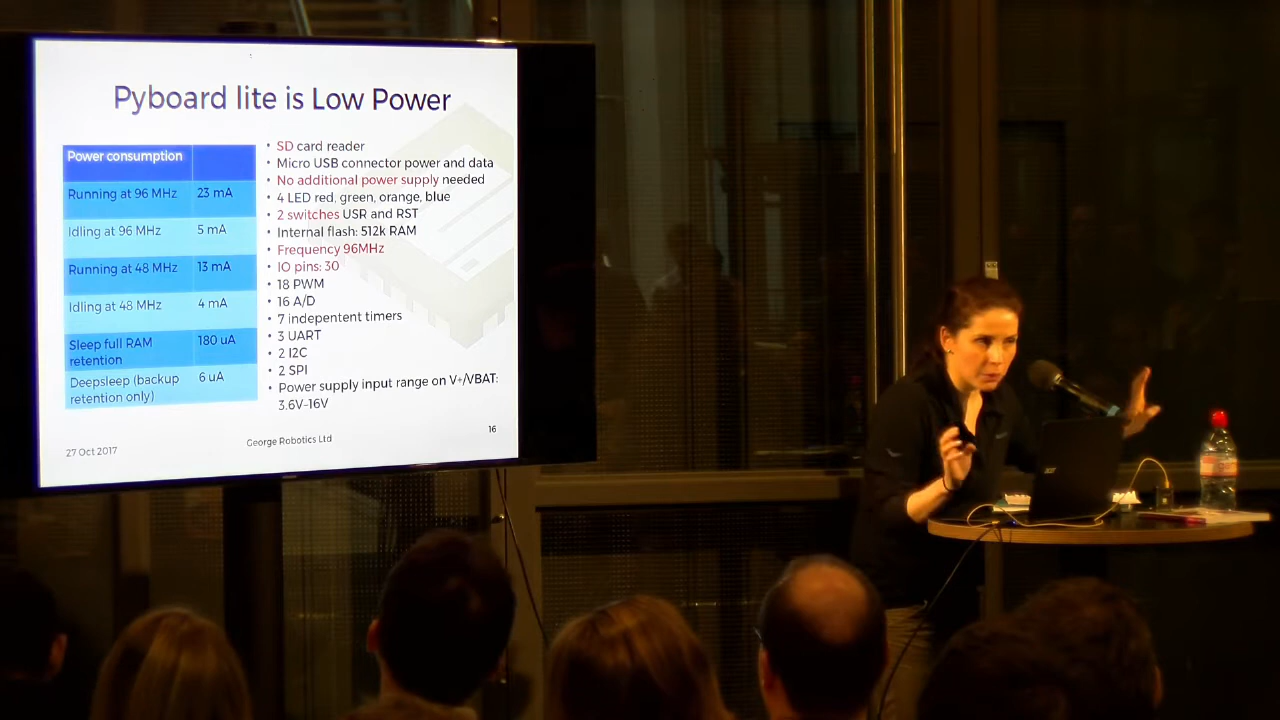 Pyboard lite is Low Power
Power consumption
Running at 96 MHz 23 mA
Idling at 96 MHz 5 mA
Running at 48 MHz 13 mA
Idling at 48 MHz 4 mA
Sleep full RAM 180 uA
retention
Deepsleep (backup 6 uA
retention only)
• SD card reader
• Micro USB connector power and data
• No additional power supply needed
• 4 LED red, green, orange, blue
• 2 switches USR and RST
• Internal flash: 512k RAM
• Frequency 96MHz
• IO pins: 30
• 18 PWM
• 16 A/D
• 7 indepentent timers
• 3 UART
• 2 I2C
• 2 SPI
• Power supply input range on V+/VBAT:
3.6V-16V
27 Oct 2017
George Robotics Ltd
16
acer